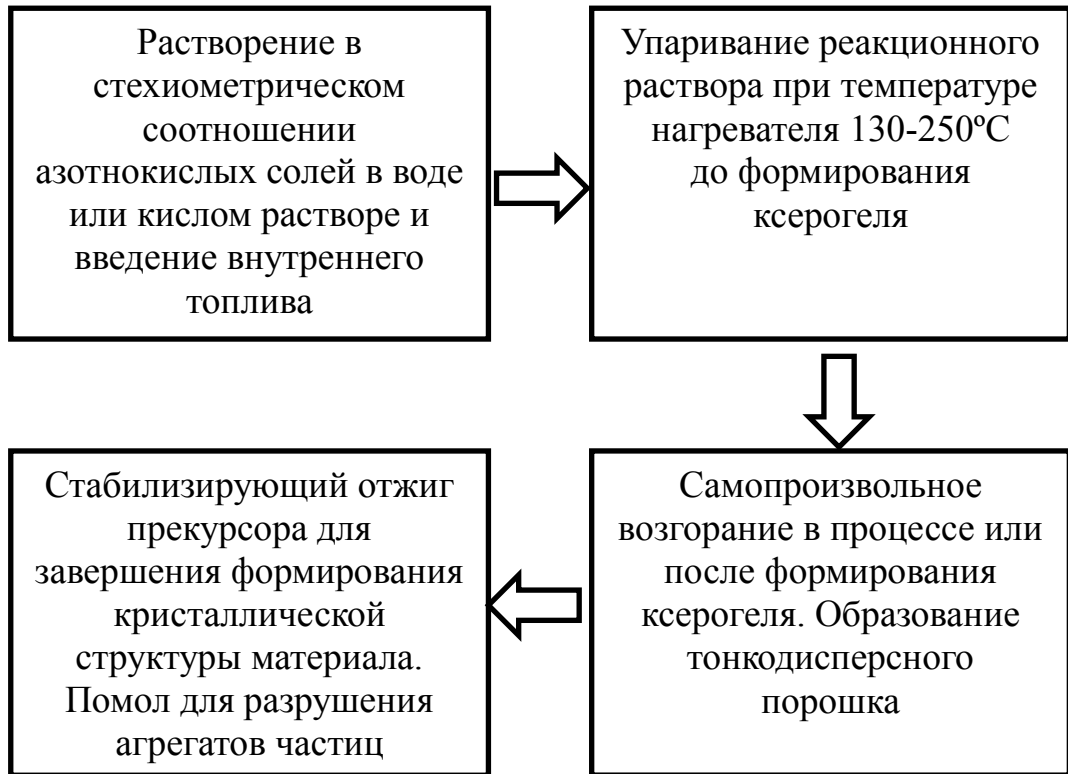 Растворение в
стехиометрическом
соотношении
азотнокислых солей в воде
или кислом растворе и
введение внутреннего
топлива
Упаривание реакционного
раствора при температуре
нагревателя 130-250ºС
до формирования
ксерогеля
Самопроизвольное
возгорание в процессе или
после формирования
ксерогеля. Образование
тонкодисперсного
порошка
Стабилизирующий отжиг
прекурсора для
завершения формирования
кристаллической
структуры материала.
Помол для разрушения
агрегатов частиц